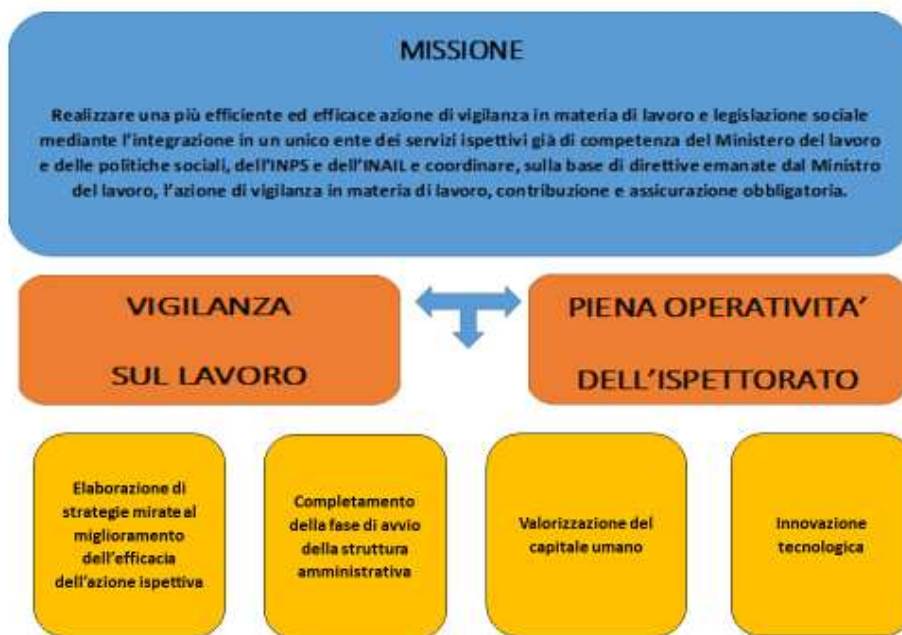 MISSIONE
Realizzare una più efficiente ed efficace azione di vigilanza in materia di lavoro e legislazione sociale
mediante l'integrazione in un unico ente dei servizi ispettivi già di competenza del Ministero del lavoro
e delle politiche sociali, dell'INPS e dell'INAIL e coordinare, sulla base di direttive emanate dal Ministro
del lavoro, l'azione di vigilanza in materia di lavoro, contribuzione e assicurazione obbligatoria.
VIGILANZA
SUL LAVORO
PIENA OPERATIVITA'
DELL'ISPETTORATO
Elaborazione di
strategie mirate al
miglioramento
dell'efficacia
dell'azione ispettiva
Completamento
della fase di avvio
della struttura
amministrativa
Valorizzazione del
capitale umano
Innovazione
tecnologica